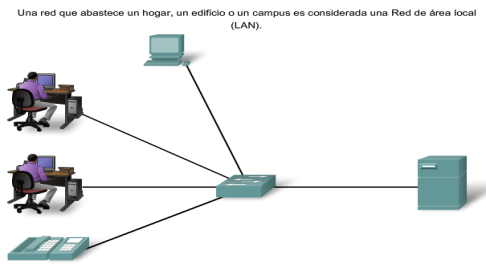 Una red que abastece un hogar, un edificio o un campus es considerada una Red de área local
(LAN).